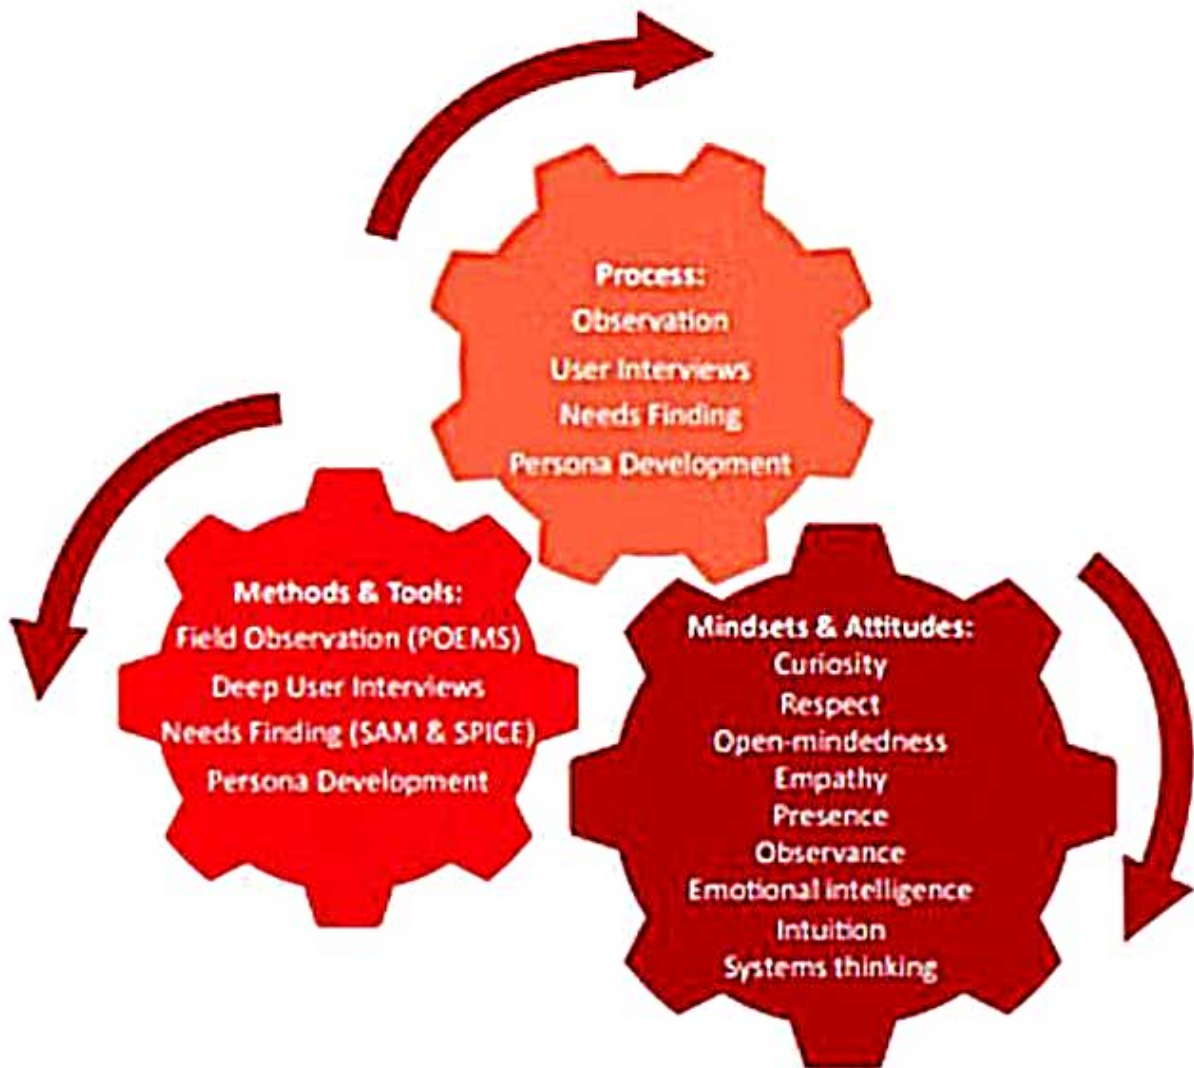 Process:
Observation
User Interviews
Needs Finding
Persona Development
Methods & Tools:
Field Observation (POEMS)
Deep User Interviews
Needs Finding (SAM & SPICE)
Persona Development
Mindsets & Attitudes:
Curiosity
Respect
Open-mindedness
Empathy
Presence
Observance
Emotional intelligence
Intuition
Systems thinking